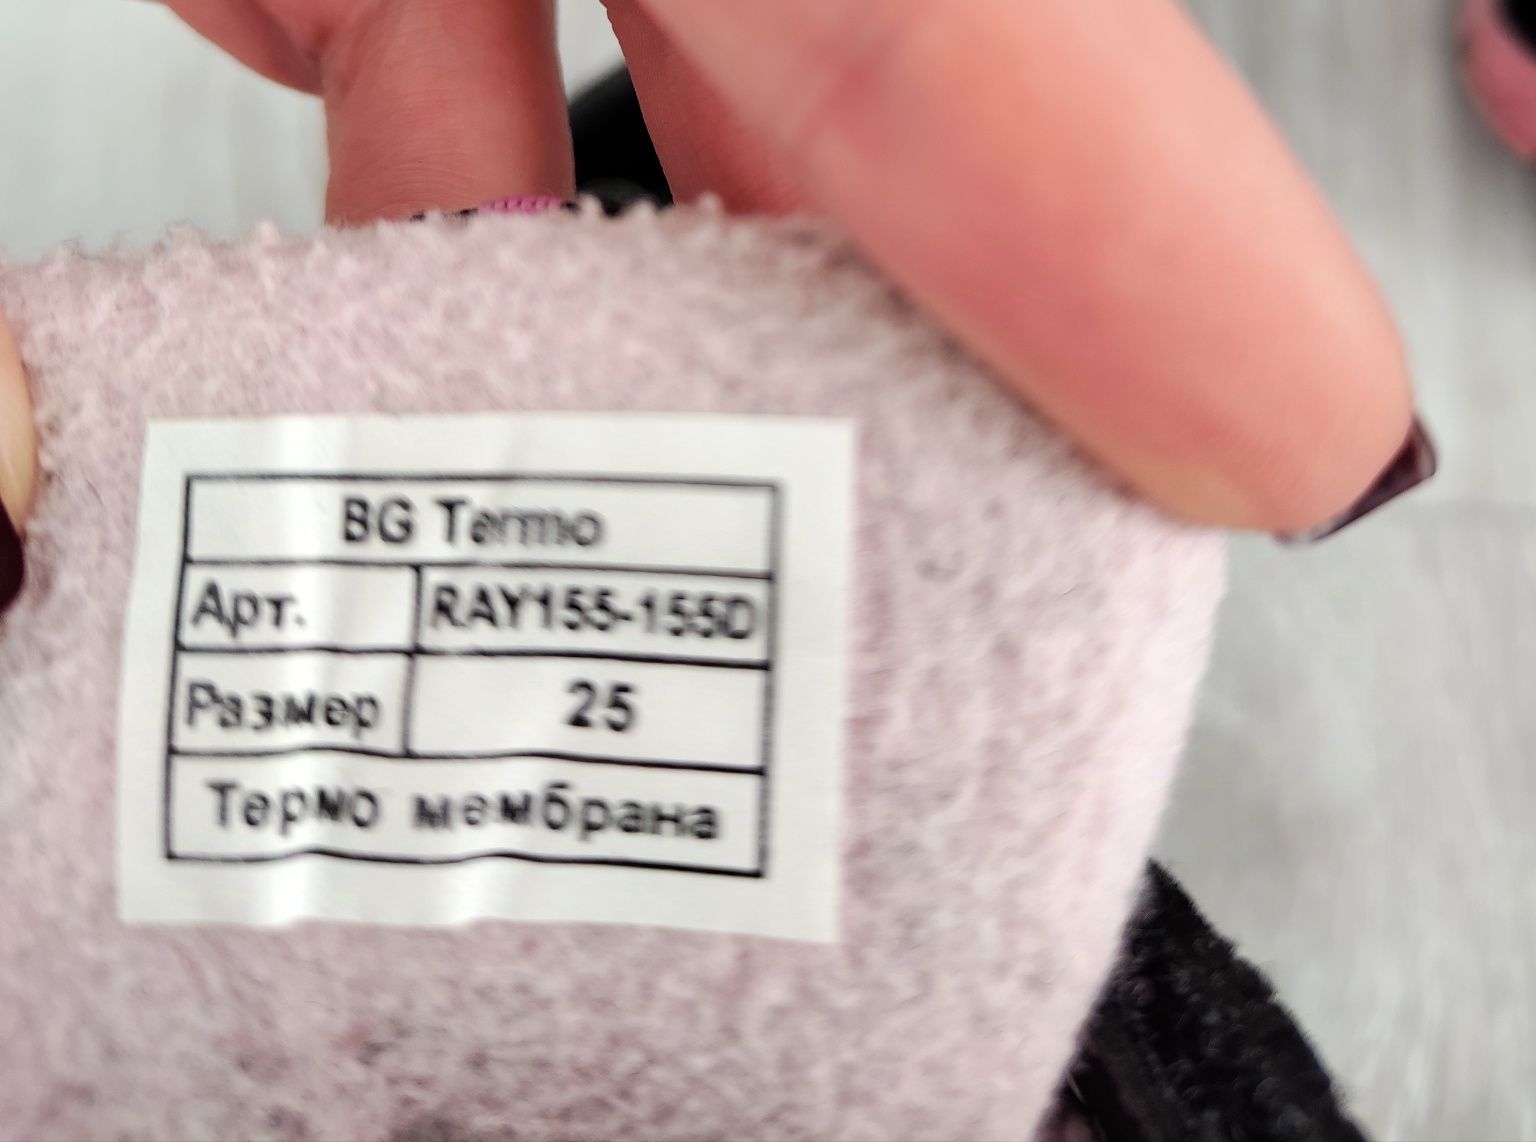 BG Termo
Арт. RAY155-155D
Размер 25
Термо мембрана